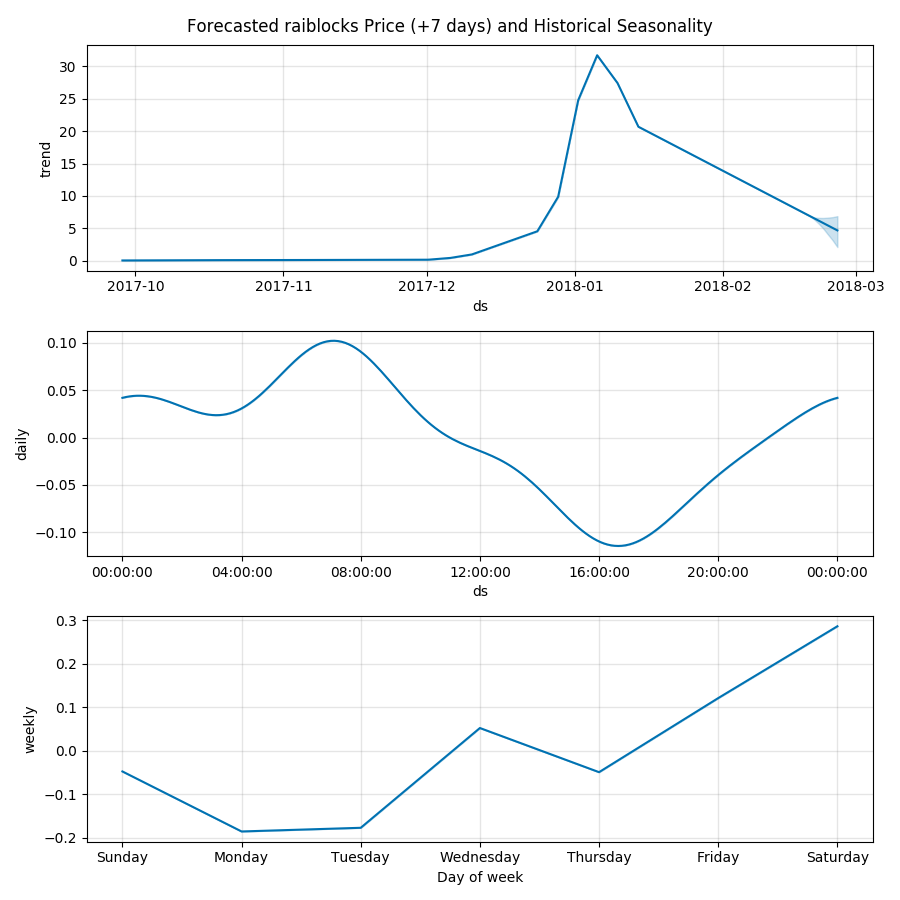 Forecasted raiblocks Price (+7 days) and Historical Seasonality
30
25
20
15
10
5
0
trend
2017-10 2017-11 2017-12 2018-01 2018-02 2018-03
ds
0.10
0.05
0.00
−0.05
−0.10
daily
00:00:00 04:00:00 08:00:00 12:00:00 16:00:00 20:00:00 00:00:00
ds
0.3
0.2
0.1
0.0
−0.1
−0.2
weekly
Sunday Monday Tuesday Wednesday Thursday Friday Saturday
Day of week